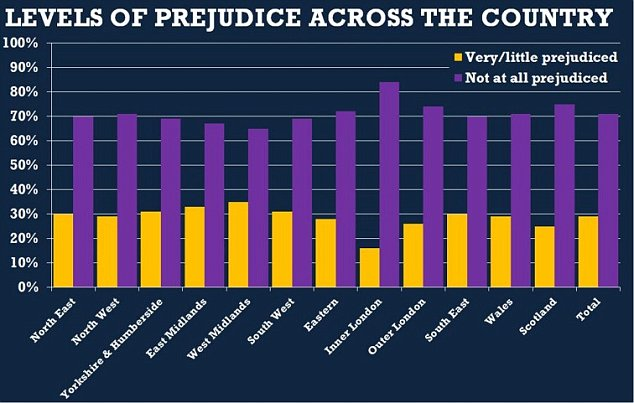 LEVELS OF PREJUDICE ACROSS THE COUNTRY
100%
90%
80%
70%
60%
50%
40%
30%
20%
10%
0%
Very/little prejudiced
Not at all prejudiced
North East
North West
Yorkshire & Humberside
East Midlands
West Midlands
South West
Eastern
Inner London
Outer London
South East
Wales
Scotland
Total